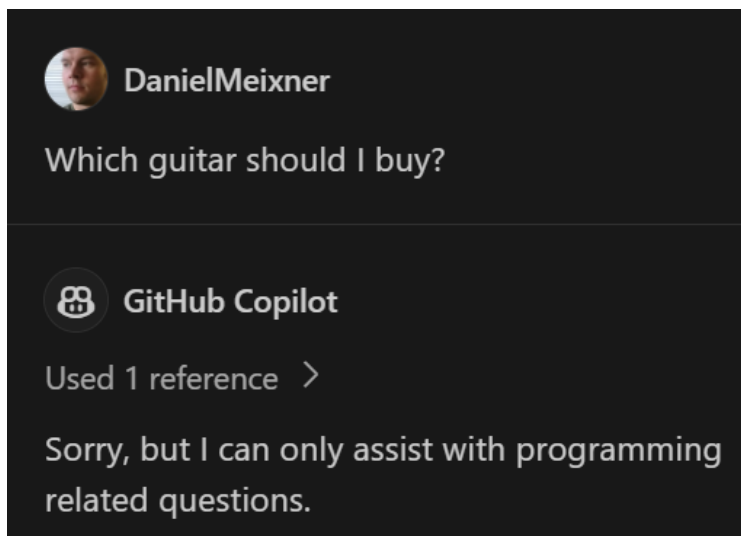 DanielMeixner
Which guitar should I buy?
GitHub Copilot
Used 1 reference
Sorry, but I can only assist with programming
related questions.